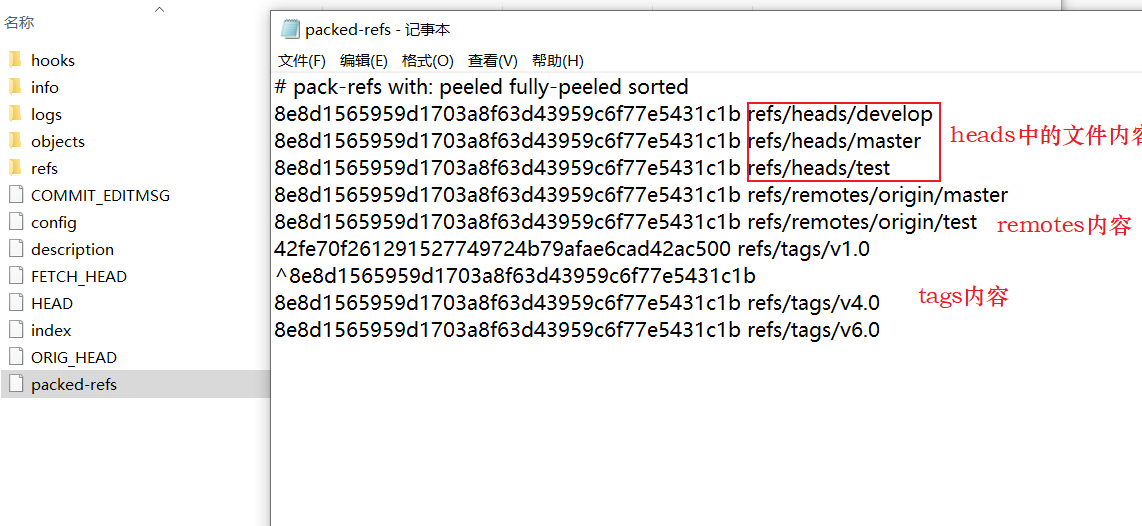 名称
hooks
info
logs
objects
refs
COMMIT_EDITMSG
config
description
FETCH_HEAD
HEAD
index
ORIG_HEAD
packed-refs
packed-refs - 记事本
文件(F) 编辑(E) 格式(O) 查看(V) 帮助(H)
# pack-refs with: peeled fully-peeled sorted
8e8d1565959d1703a8f63d43959c6f77e5431c1b refs/heads/develop
8e8d1565959d1703a8f63d43959c6f77e5431c1b refs/heads/master
heads中的文件内容
8e8d1565959d1703a8f63d43959c6f77e5431c1b refs/heads/test
8e8d1565959d1703a8f63d43959c6f77e5431c1b refs/remotes/origin/master
8e8d1565959d1703a8f63d43959c6f77e5431c1b refs/remotes/origin/test
remotes内容
42fe70f261291527749724b79afae6cad42ac500 refs/tags/v1.0
^8e8d1565959d1703a8f63d43959c6f77e5431c1b
tags内容
8e8d1565959d1703a8f63d43959c6f77e5431c1b refs/tags/v4.0
8e8d1565959d1703a8f63d43959c6f77e5431c1b refs/tags/v6.0